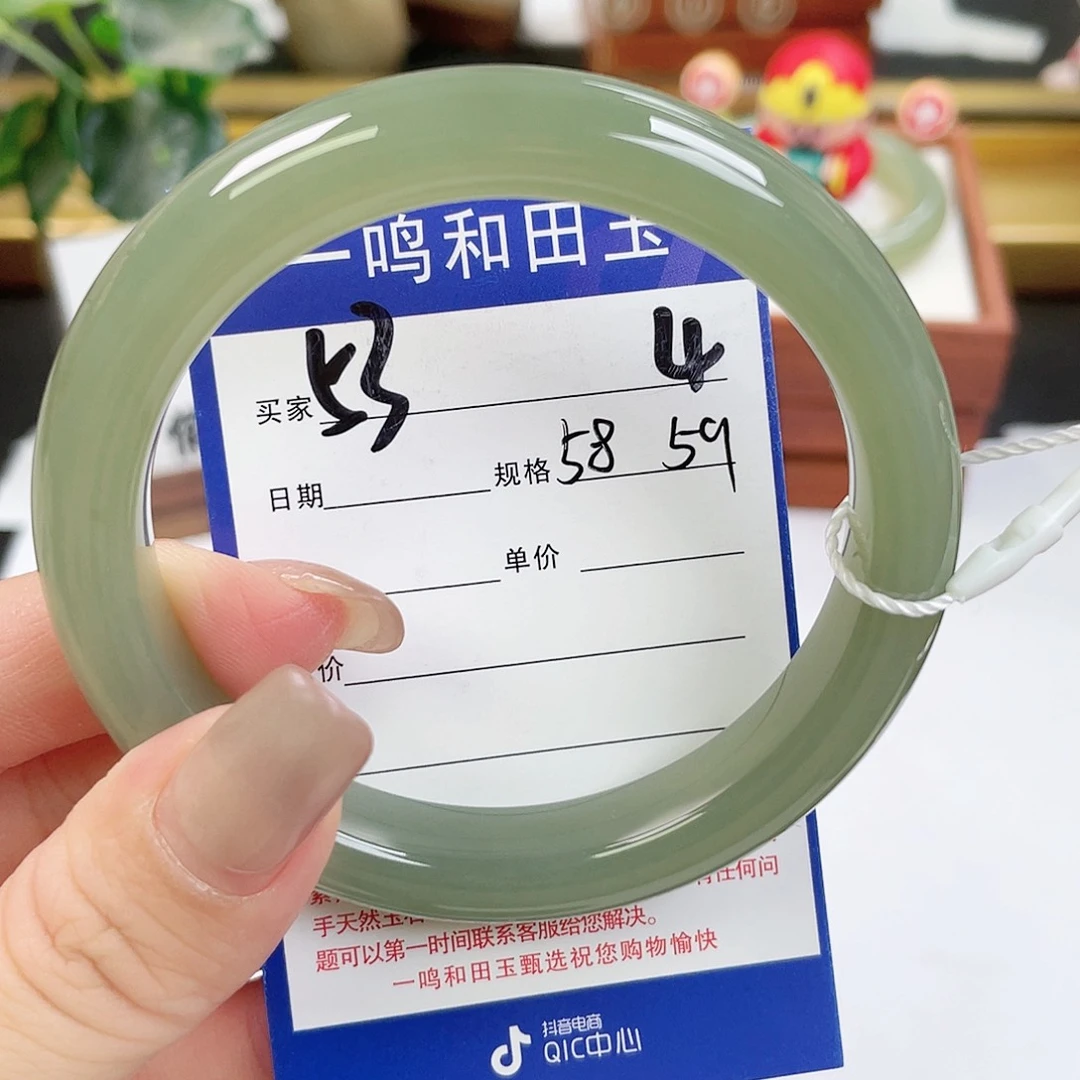 一鸣和田玉
买家 53 4
日期 规格 58 59
单价
价
有任何问
手天然玉石
题可以第一时间联系客服给您解决。
一鸣和田玉甄选祝您购物愉快
抖音电商
QIC中心